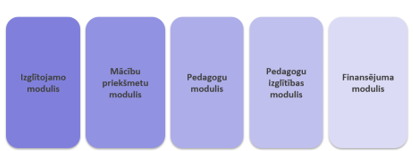 Izglītojamo
modulis
Mācību
priekšmetu
modulis
Pedagogu
modulis
Pedagogu
izglītības
modulis
Finansējuma
modulis